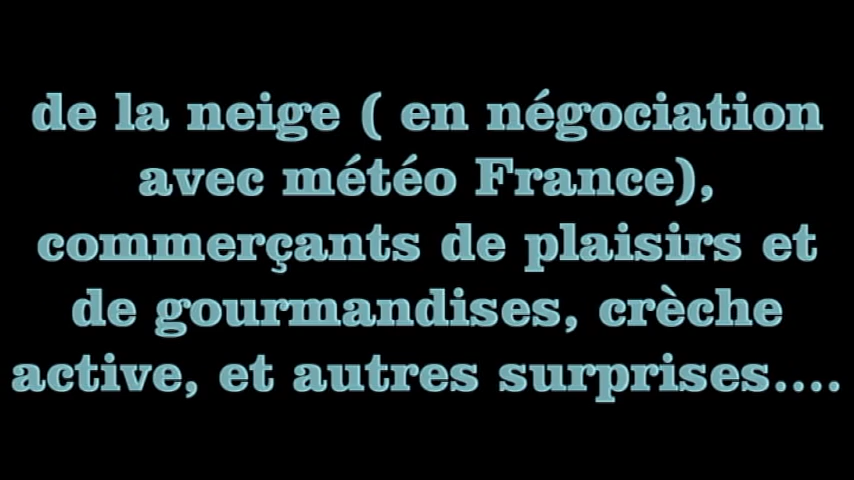 de la neige ( en négociation
avec météo France),
commerçants de plaisirs et
de gourmandises, crèche
active, et autres surprises....